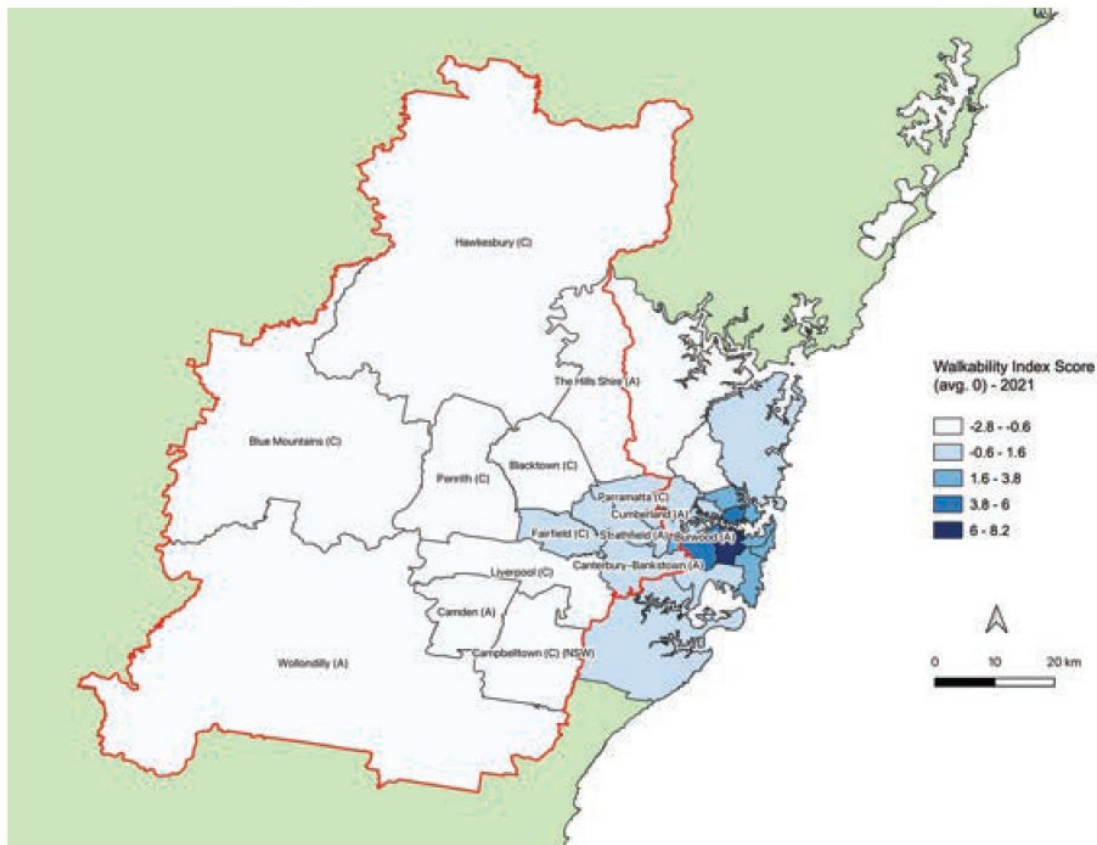 Hawkesbury (C)
The Hills Shire (A)
Blue Mountains (C)
Penrith (C)
Blacktown (C)
Parramatta (C)
Cumberland (A)
Fairfield (C)
Strathfield (A)
Burwood (A)
Canterbury-Bankstown (A)
Liverpool (C)
Camden (A)
Campbelltown (C) (NSW)
Wollondilly (A)
Walkability Index Score
(avg. 0) - 2021
-2.8 - -0.6
-0.6 - 1.6
1.6 - 3.8
3.8 - 6
6 - 8.2
0 10 20 km